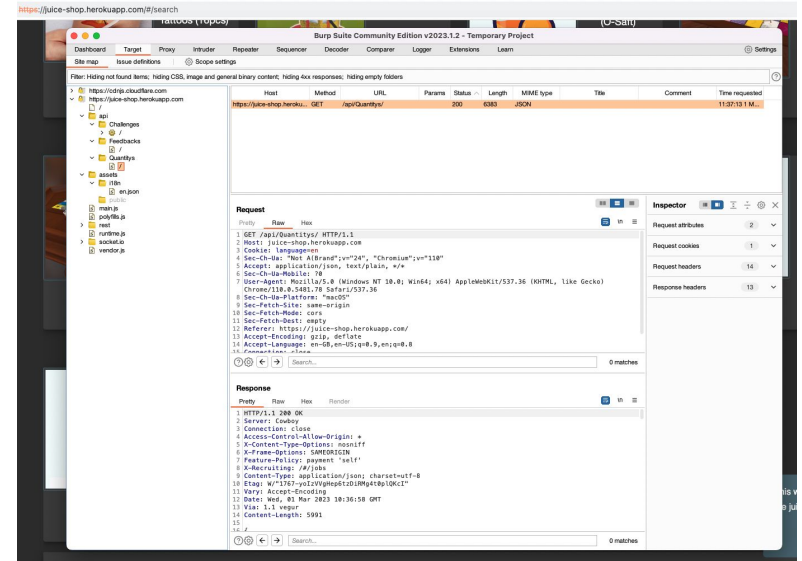 https://juice-shop.herokuapp.com/#/search
Tattoos (16pcs)
(O-Saft)
Burp Suite Community Edition v2023.1.2 - Temporary Project
Dashboard Target Proxy Intruder Repeater Sequencer Decoder Comparer Logger Extensions Learn Settings
Site map Issue definitions Scope settings
Filter: Hiding not found items; hiding CSS, image and general binary content; hiding 4xx responses; hiding empty folders
> https://cdnjs.cloudflare.com
https://juice-shop.herokuapp.com
/
api
Challenges
> /
Feedbacks
/
Quantitys
/
assets
i18n
en.json
public
main.js
polyfills.js
> rest
runtime.js
> socket.io
vendor.js
Host Method URL Params Status Length MIME type Title Comment Time requested
https://juice-shop.heroku... GET /api/Quantitys/ 200 6383 JSON 11:37:13 1 M...
Request
Pretty Raw Hex
1 GET /api/Quantitys/ HTTP/1.1
2 Host: juice-shop.herokuapp.com
3 Cookie: language=en
4 Sec-Ch-Ua: "Not A(Brand";v="24", "Chromium";v="110"
5 Accept: application/json, text/plain, */*
6 Sec-Ch-Ua-Mobile: ?0
7 User-Agent: Mozilla/5.0 (Windows NT 10.0; Win64; x64) AppleWebKit/537.36 (KHTML, like Gecko)
Chrome/110.0.5481.78 Safari/537.36
8 Sec-Ch-Ua-Platform: "macOS"
9 Sec-Fetch-Site: same-origin
10 Sec-Fetch-Mode: cors
11 Sec-Fetch-Dest: empty
12 Referer: https://juice-shop.herokuapp.com/
13 Accept-Encoding: gzip, deflate
14 Accept-Language: en-GB,en-US;q=0.9,en;q=0.8
15 Connection: close
Search... 0 matches
Response
Pretty Raw Hex Render
1 HTTP/1.1 200 OK
2 Server: Cowboy
3 Connection: close
4 Access-Control-Allow-Origin: *
5 X-Content-Type-Options: nosniff
6 X-Frame-Options: SAMEORIGIN
7 Feature-Policy: payment 'self'
8 X-Recruiting: /#/jobs
9 Content-Type: application/json; charset=utf-8
10 Etag: W/"1767-yoIzVVgHep6tzDiRMg4t0plQKcI"
11 Vary: Accept-Encoding
12 Date: Wed, 01 Mar 2023 10:36:58 GMT
13 Via: 1.1 vegur
14 Content-Length: 5991
15
16 {
Search... 0 matches
Inspector
Request attributes 2
Request cookies 1
Request headers 14
Response headers 13